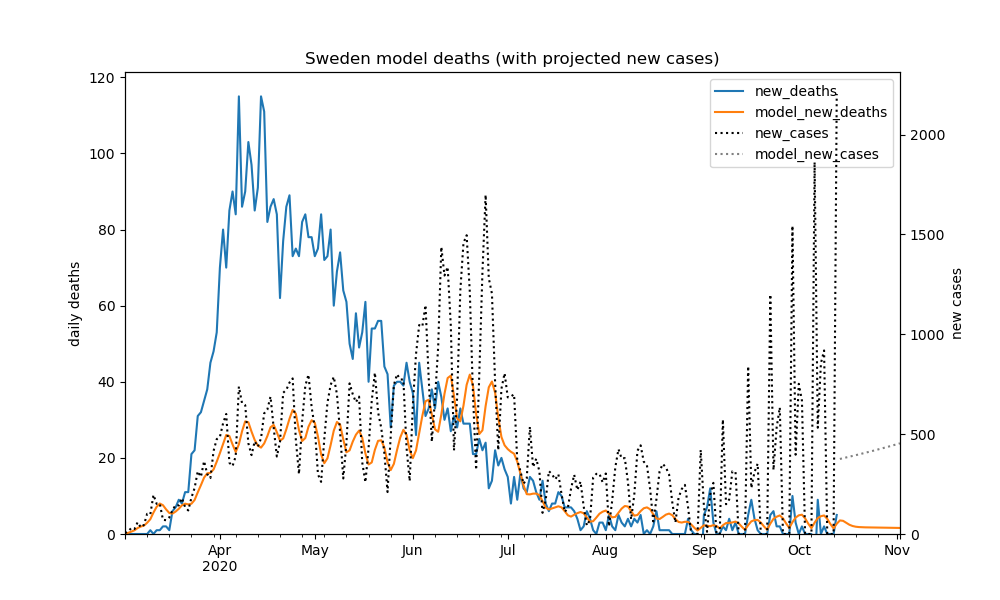 Sweden model deaths (with projected new cases)
new_deaths
model_new_deaths
new_cases
model_new_cases
daily deaths
120
100
80
60
40
20
0
new cases
2000
1500
1000
500
0
Apr
2020
May
Jun
Jul
Aug
Sep
Oct
Nov